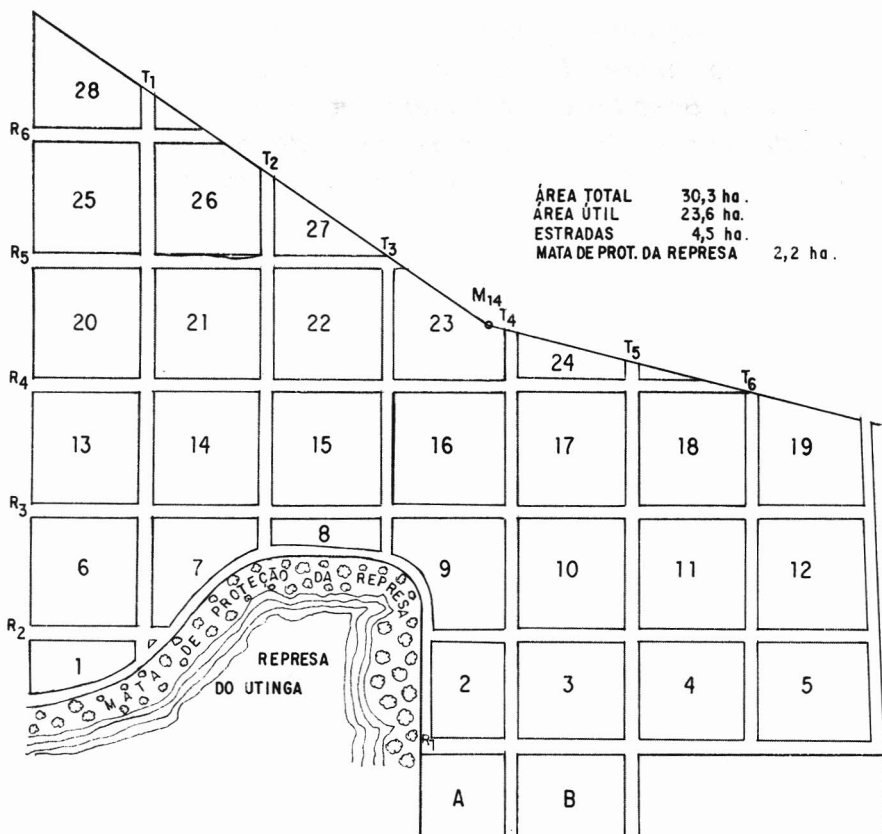 T1
28
R6
T2
25
26
27
T3
ÁREA TOTAL 30,3 ha.
ÁREA ÚTIL 23,6 ha.
ESTRADAS 4,5 ha.
MATA DE PROT. DA REPRESA 2,2 ha.
R5
M14
T4
20
21
22
23
24
T5
T6
R4
13
14
15
16
17
18
19
R3
8
6
7
9
10
11
12
MATA DE PROTEÇÃO DA REPRESA
R2
1
REPRESA
DO UTINGA
2
3
4
5
R1
A
B